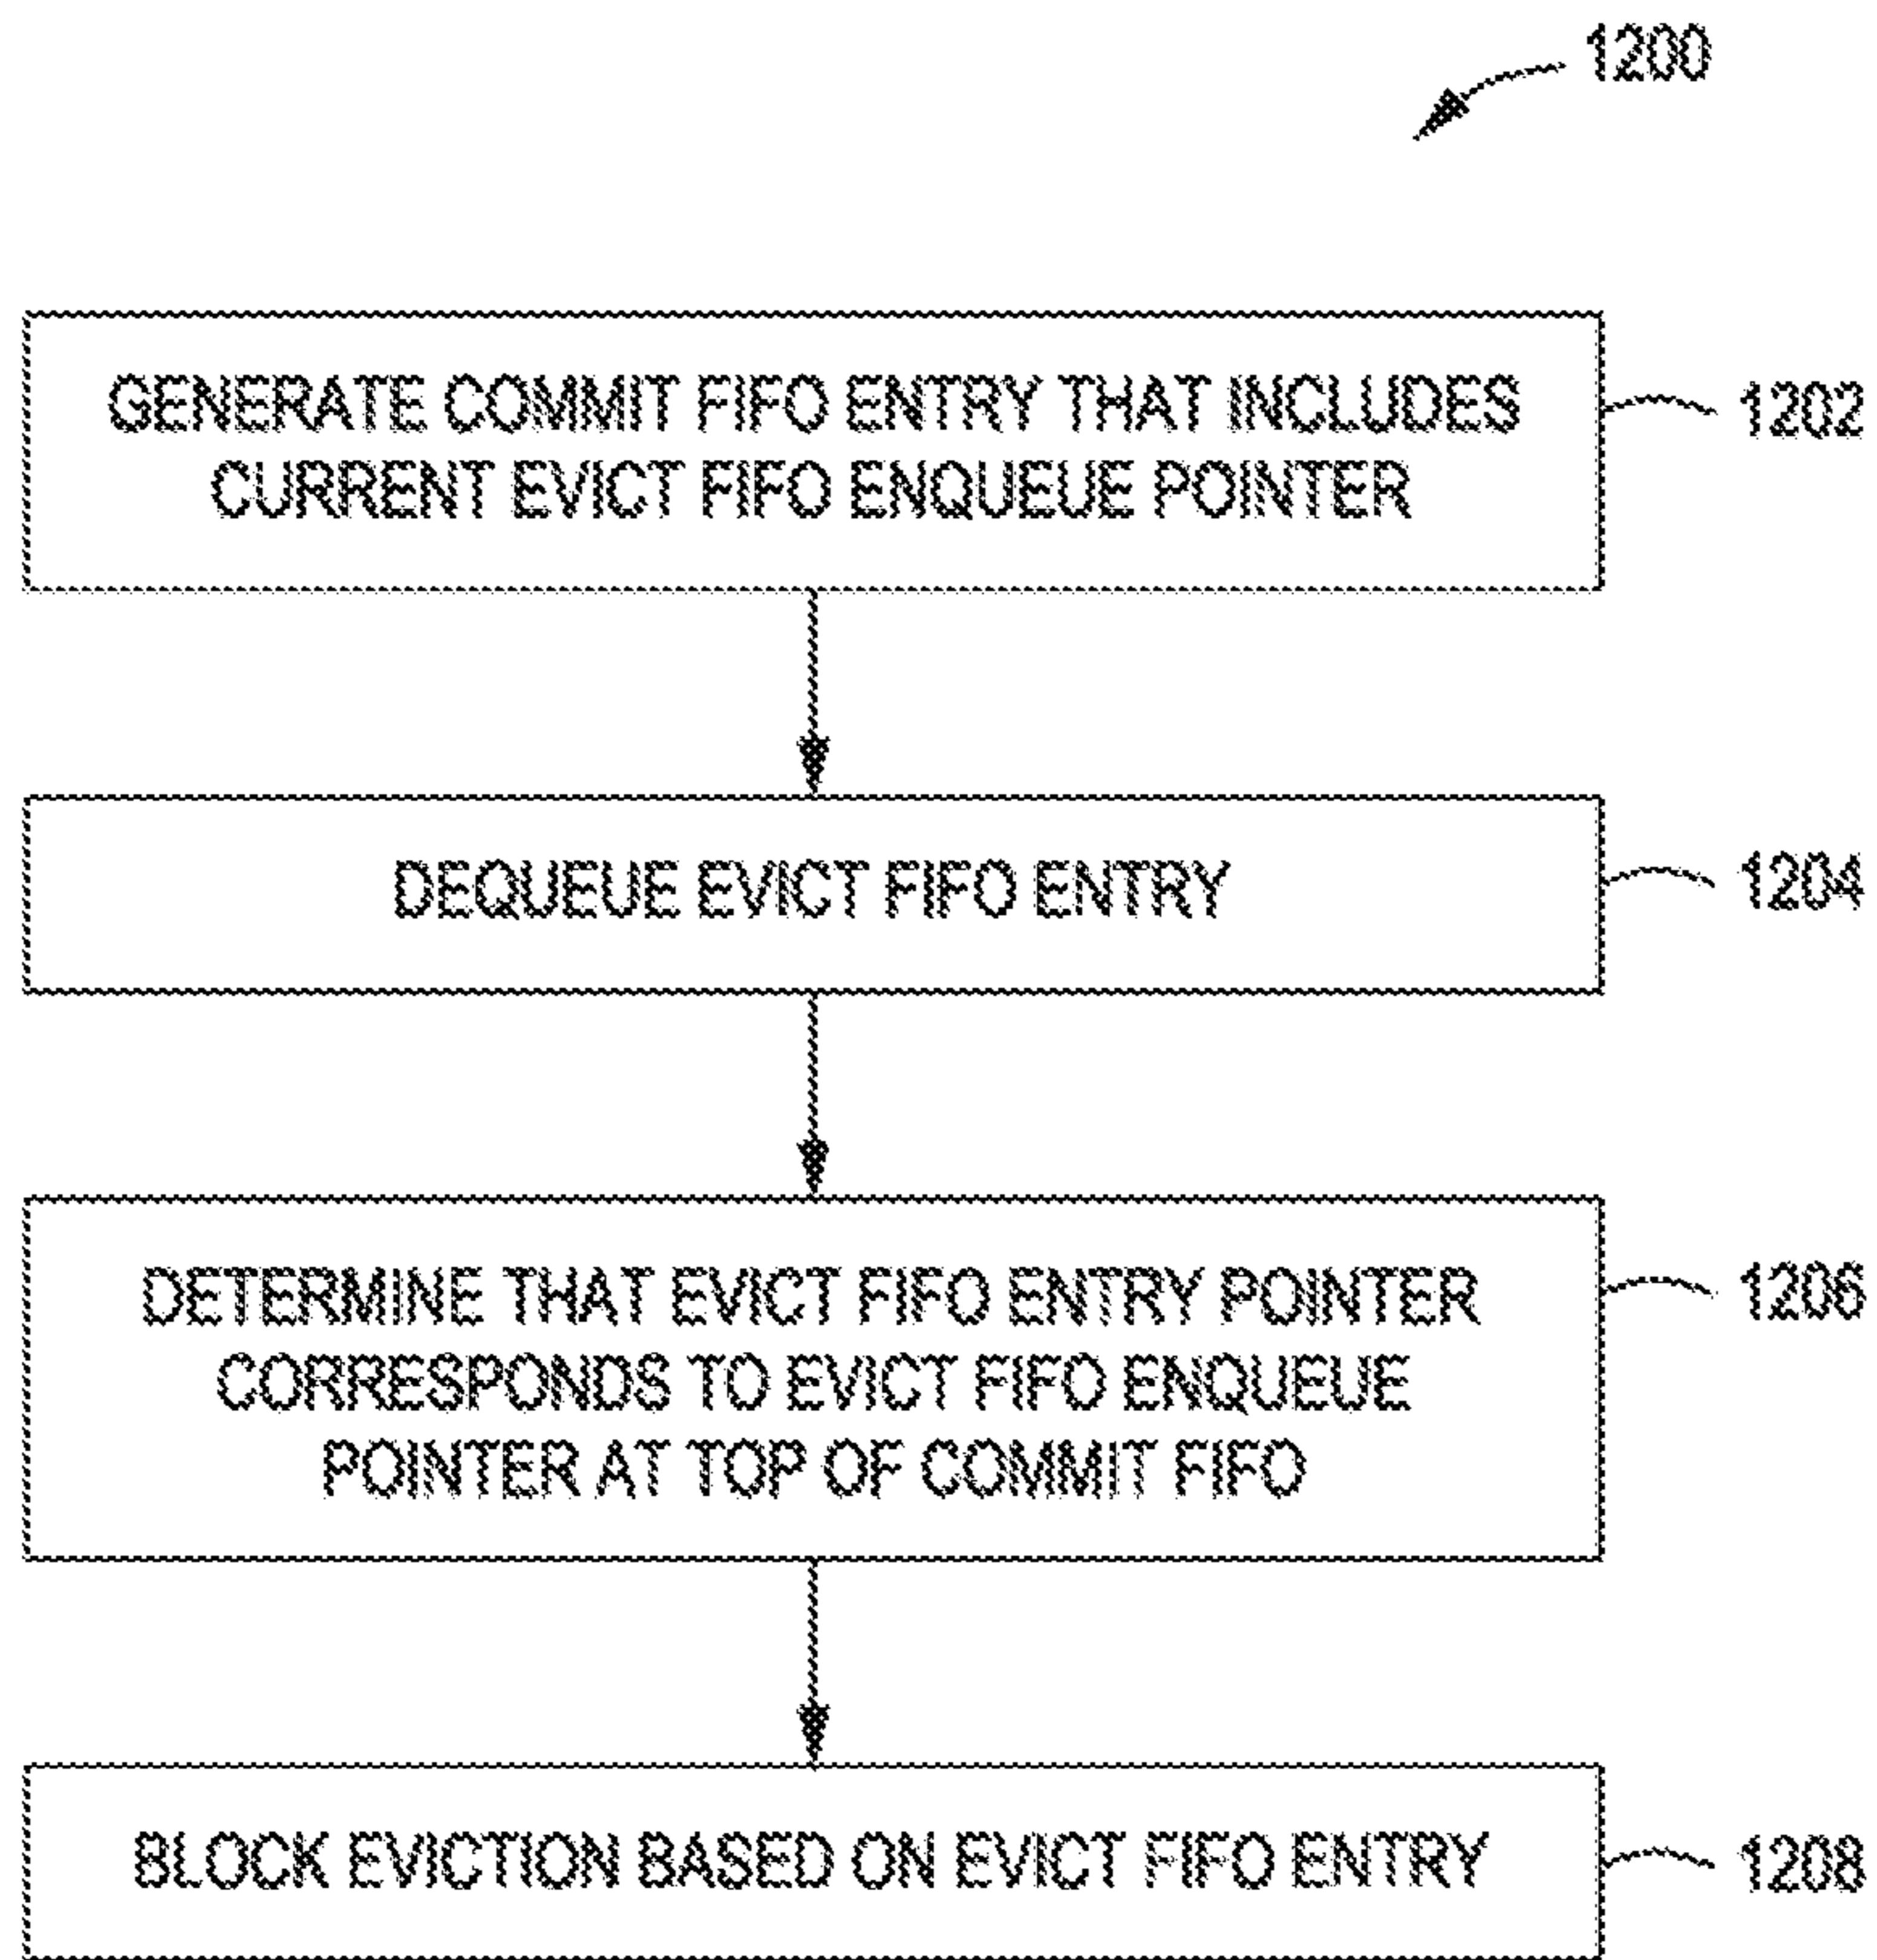 1200
GENERATE COMMIT FIFO ENTRY THAT INCLUDES
CURRENT EVICT FIFO ENQUEUE POINTER
1202
DEQUEUE EVICT FIFO ENTRY
1204
DETERMINE THAT EVICT FIFO ENTRY POINTER
CORRESPONDS TO EVICT FIFO ENQUEUE
POINTER AT TOP OF COMMIT FIFO
1206
BLOCK EVICTION BASED ON EVICT FIFO ENTRY
1208